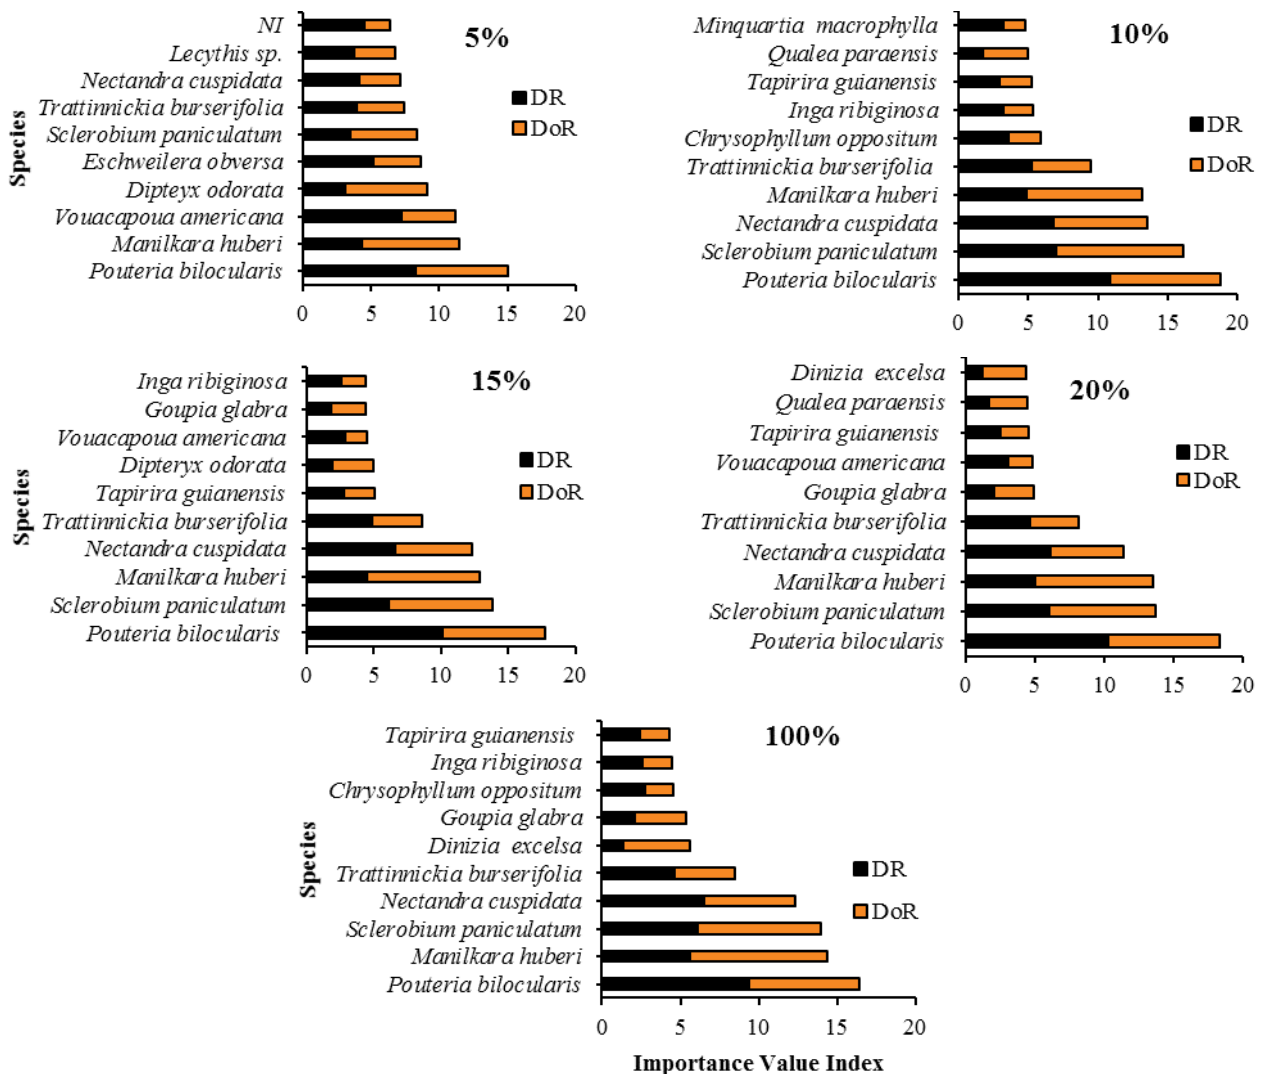 5%
Species
NI
Lecythis sp.
Nectandra cuspidata
Trattinnickia burserifolia
Sclerobium paniculatum
Eschweilera obversa
Dipteyx odorata
Vouacapoua americana
Manilkara huberi
Pouteria bilocularis
DR
DoR
0 5 10 15 20
10%
Minquartia macrophylla
Qualea paraensis
Tapirira guianensis
Inga ribiginosa
Chrysophyllum oppositum
Trattinnickia burserifolia
Manilkara huberi
Nectandra cuspidata
Sclerobium paniculatum
Pouteria bilocularis
DR
DoR
0 5 10 15 20
15%
Species
Inga ribiginosa
Goupia glabra
Vouacapoua americana
Dipteryx odorata
Tapirira guianensis
Trattinnickia burserifolia
Nectandra cuspidata
Manilkara huberi
Sclerobium paniculatum
Pouteria bilocularis
DR
DoR
0 5 10 15 20
20%
Dinizia excelsa
Qualea paraensis
Tapirira guianensis
Vouacapoua americana
Goupia glabra
Trattinnickia burserifolia
Nectandra cuspidata
Manilkara huberi
Sclerobium paniculatum
Pouteria bilocularis
DR
DoR
0 5 10 15 20
100%
Species
Tapirira guianensis
Inga ribiginosa
Chrysophyllum oppositum
Goupia glabra
Dinizia excelsa
Trattinnickia burserifolia
Nectandra cuspidata
Sclerobium paniculatum
Manilkara huberi
Pouteria bilocularis
DR
DoR
0 5 10 15 20
Importance Value Index